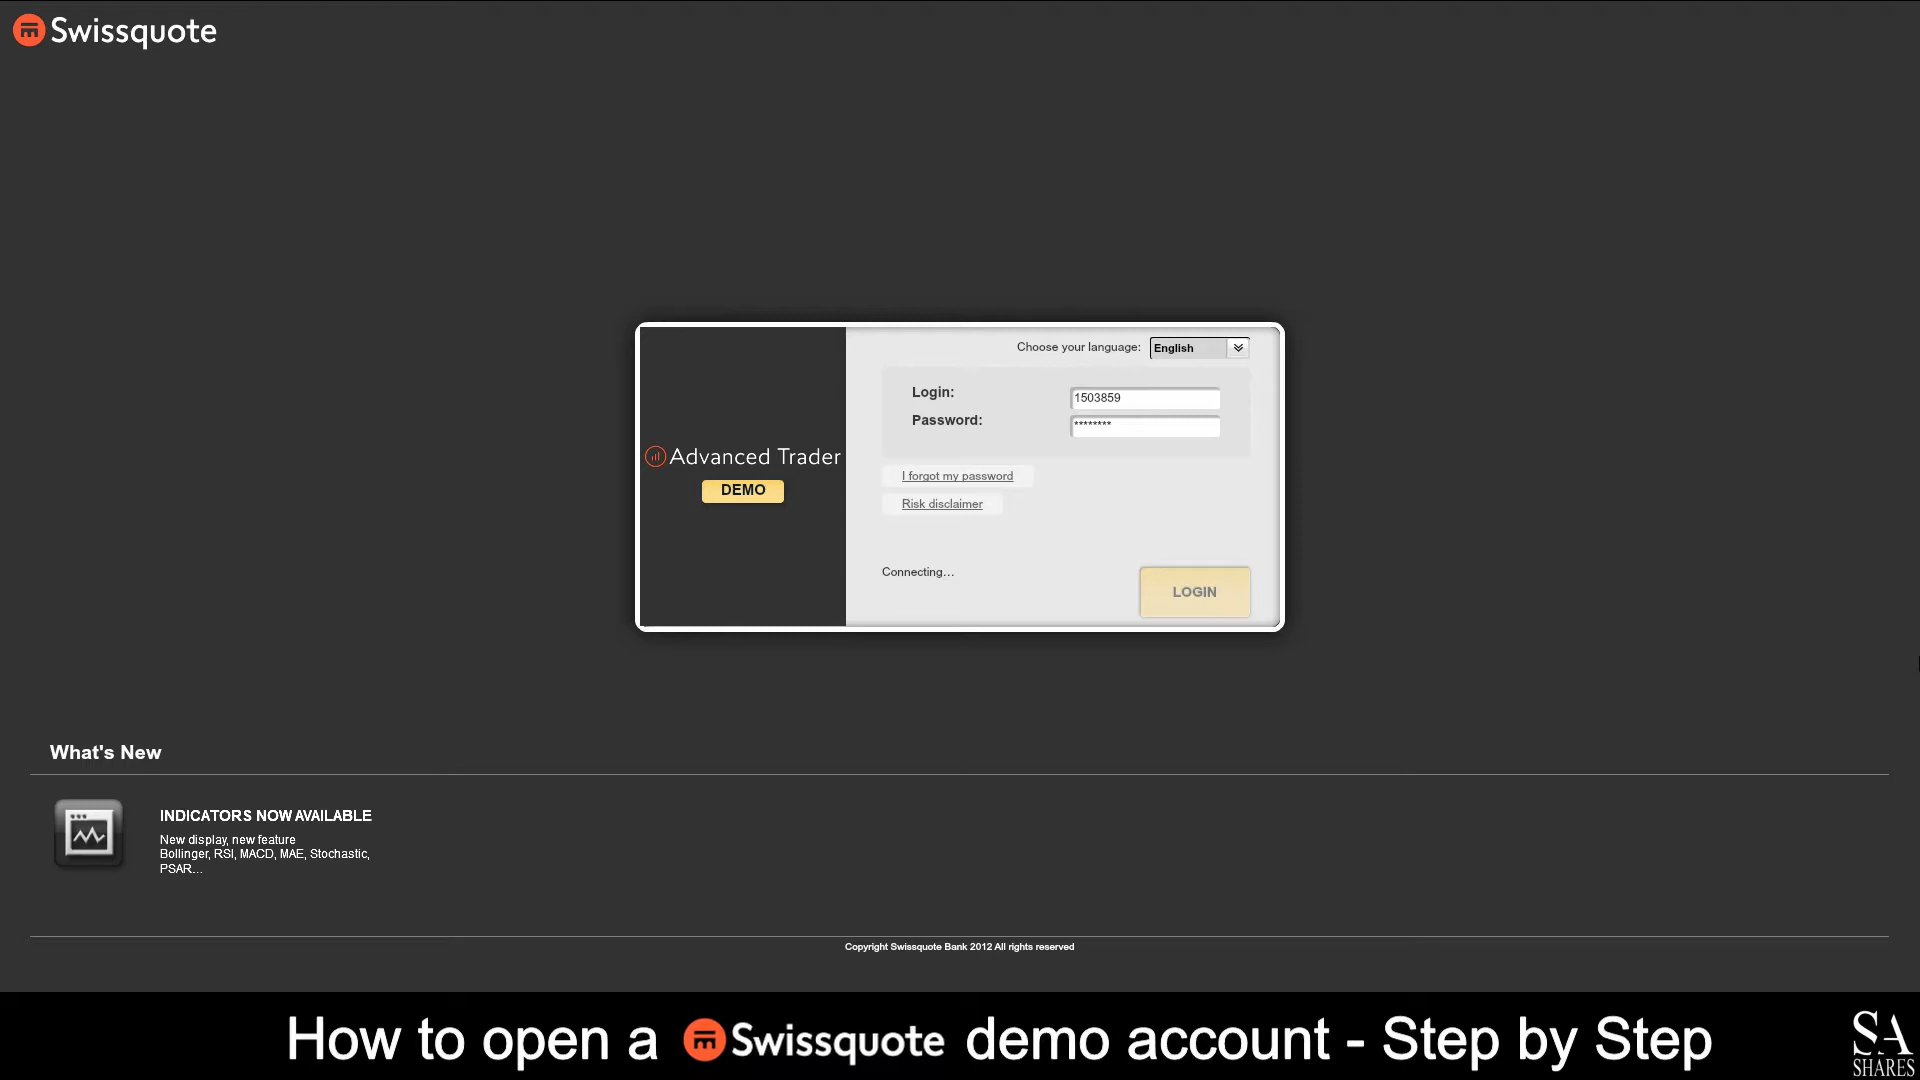 Swissquote
Choose your language: English
Login: 1503859
Password: ********
Advanced Trader
DEMO
I forgot my password
Risk disclaimer
Connecting...
LOGIN
What's New
INDICATORS NOW AVAILABLE
New display, new feature
Bollinger, RSI, MACD, MAE, Stochastic,
PSAR...
Copyright Swissquote Bank 2012 All rights reserved
How to open a Swissquote demo account - Step by Step
SA
SHARES